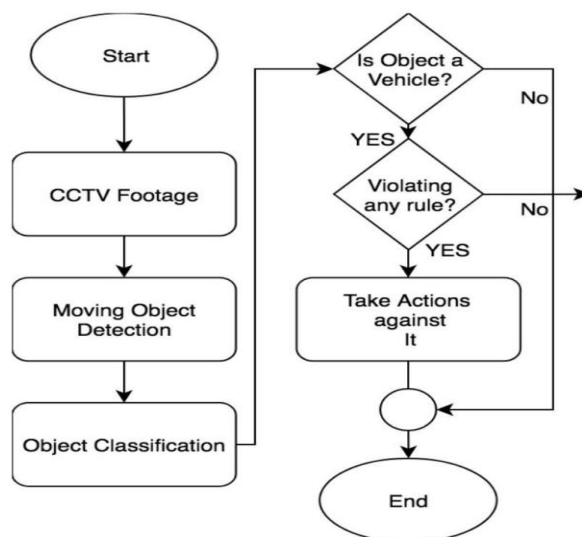 Start
CCTV Footage
Moving Object
Detection
Object Classification
Is Object a
Vehicle?
No
YES
Violating
any rule?
No
YES
Take Actions
against
It
End